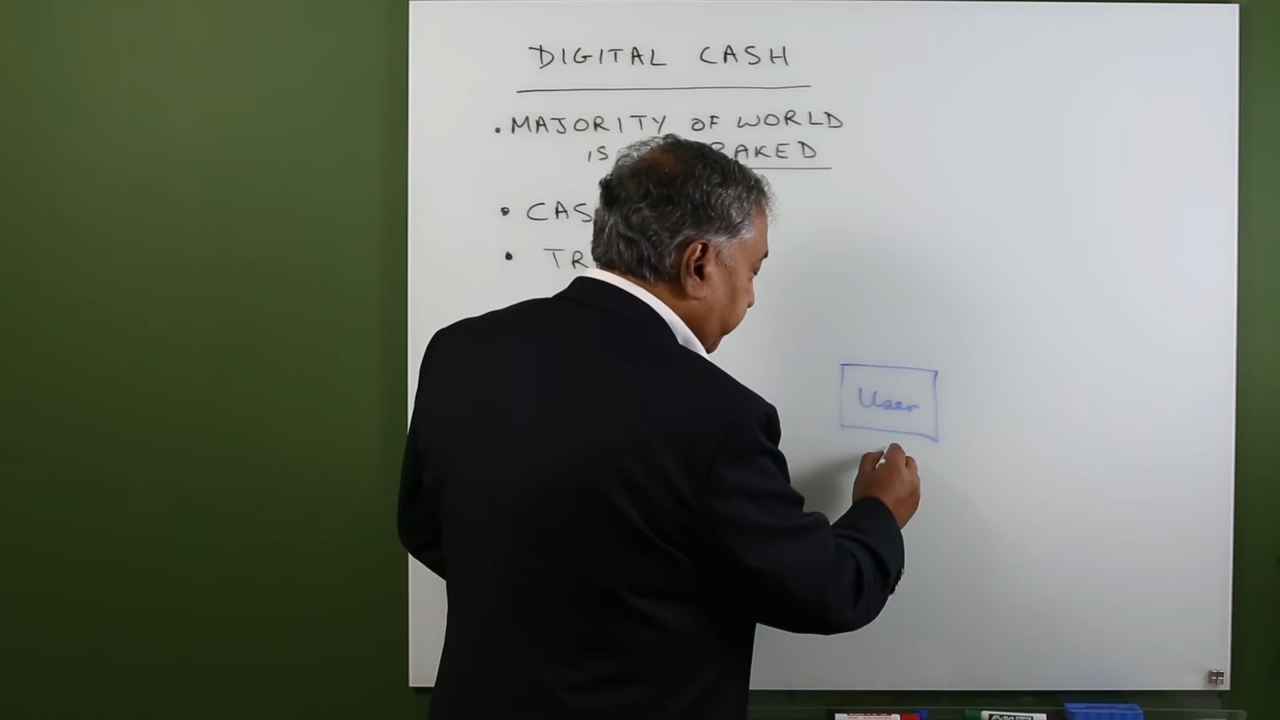 DIGITAL CASH
• MAJORITY OF WORLD
IS BAKED
• CAS
• TR
User